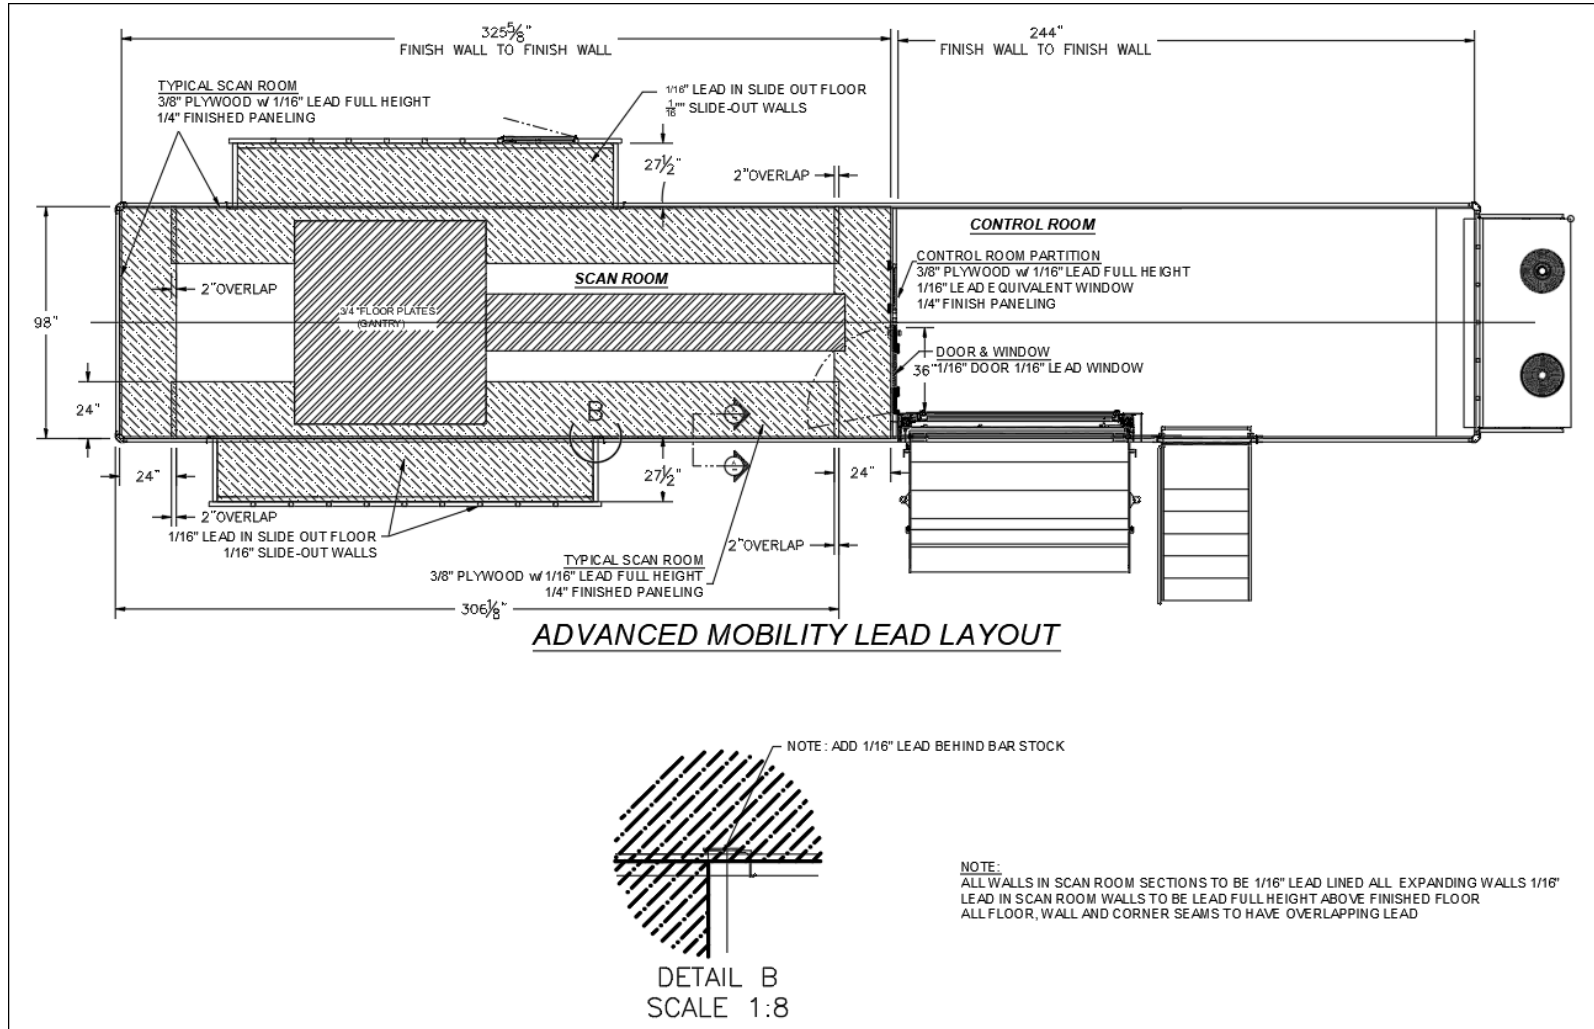 325⅝"
FINISH WALL TO FINISH WALL
244"
FINISH WALL TO FINISH WALL
TYPICAL SCAN ROOM
3/8" PLYWOOD w/ 1/16" LEAD FULL HEIGHT
1/4" FINISHED PANELING
1/16" LEAD IN SLIDE OUT FLOOR
1/16"" SLIDE-OUT WALLS
27½"
2"OVERLAP
CONTROL ROOM
CONTROL ROOM PARTITION
3/8" PLYWOOD w/ 1/16" LEAD FULL HEIGHT
1/16" LEAD EQUIVALENT WINDOW
1/4" FINISH PANELING
SCAN ROOM
2"OVERLAP
3/4 "FLOOR PLATES
(GANTRY)
98"
DOOR & WINDOW
1/16" DOOR 1/16" LEAD WINDOW
36"
24"
B
24"
27½"
24"
2"OVERLAP
1/16" LEAD IN SLIDE OUT FLOOR
1/16" SLIDE-OUT WALLS
2"OVERLAP
TYPICAL SCAN ROOM
3/8" PLYWOOD w/ 1/16" LEAD FULL HEIGHT
1/4" FINISHED PANELING
306⅛"
ADVANCED MOBILITY LEAD LAYOUT
NOTE: ADD 1/16" LEAD BEHIND BAR STOCK
NOTE:
ALL WALLS IN SCAN ROOM SECTIONS TO BE 1/16" LEAD LINED ALL EXPANDING WALLS 1/16"
LEAD IN SCAN ROOM WALLS TO BE LEAD FULL HEIGHT ABOVE FINISHED FLOOR
ALL FLOOR, WALL AND CORNER SEAMS TO HAVE OVERLAPPING LEAD
DETAIL B
SCALE 1:8